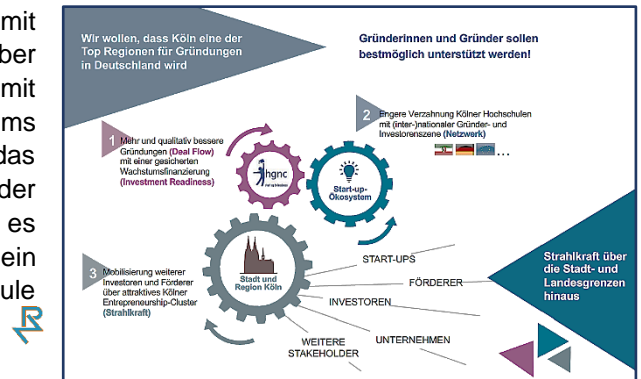 mit
ber
mit
ms
das
der
es
ein
ule
Wir wollen, dass Köln eine der
Top Regionen für Gründungen
in Deutschland wird
Gründerinnen und Gründer sollen
bestmöglich unterstützt werden!
1
Mehr und qualitativ bessere
Gründungen (Deal Flow)
mit einer gesicherten
Wachstumsfinanzierung
(Investment Readiness)
hgnc
2
Engere Verzahnung Kölner Hochschulen
mit (inter-)nationaler Gründer- und
Investorenszene (Netzwerk)
...
Start-up-
Ökosystem
3
Mobilisierung weiterer
Investoren und Förderer
über attraktives Kölner
Entrepreneurship-Cluster
(Strahlkraft)
Stadt und
Region Köln
START-UPS
FÖRDERER
INVESTOREN
UNTERNEHMEN
WEITERE
STAKEHOLDER
Strahlkraft über
die Stadt- und
Landesgrenzen
hinaus